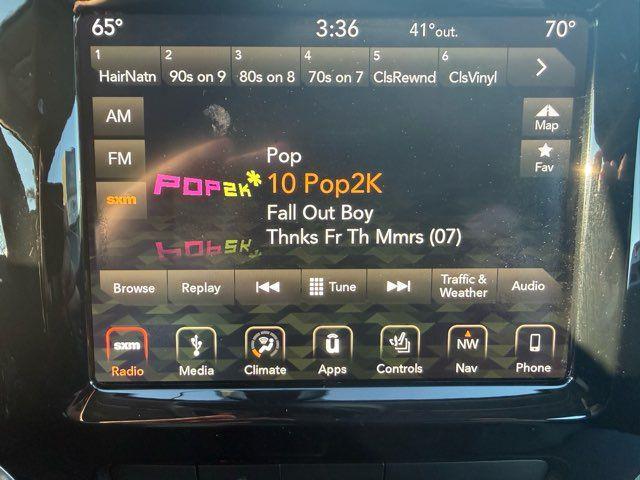 65° 3:36 41°out. 70°
1 2 3 4 5 6
HairNatn 90s on 9 80s on 8 70s on 7 ClsRewnd ClsVinyl
AM
FM
sxm
Map
Fav
POP2K*
Pop
10 Pop2K
Fall Out Boy
Thnks Fr Th Mmrs (07)
Browse Replay Tune Traffic & Weather Audio
sxm NW
Radio Media Climate Apps Controls Nav Phone